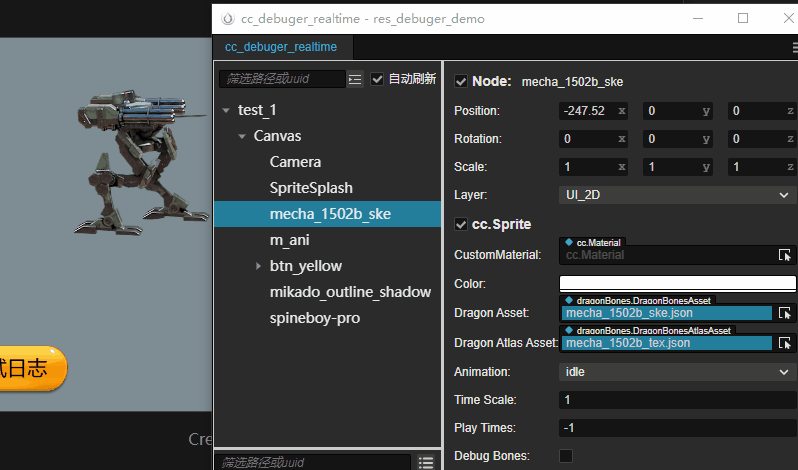 cc_debuger_realtime - res_debuger_demo
cc_debuger_realtime
筛选路径或uuid
自动刷新
test_1
Canvas
Camera
SpriteSplash
mecha_1502b_ske
m_ani
btn_yellow
mikado_outline_shadow
spineboy-pro
筛选路径或uuid
Node: mecha_1502b_ske
Position: -247.52 x 0 y 0 z
Rotation: 0 x 0 y 0 z
Scale: 1 x 1 y 1 z
Layer: UI_2D
cc.Sprite
cc.Material
CustomMaterial: cc.Material
Color:
dragonBones.DragonBonesAsset
Dragon Asset: mecha_1502b_ske.json
dragonBones.DragonBonesAtlasAsset
Dragon Atlas Asset: mecha_1502b_tex.json
Animation: idle
Time Scale: 1
Play Times: -1
Debug Bones:
试日志
Cre